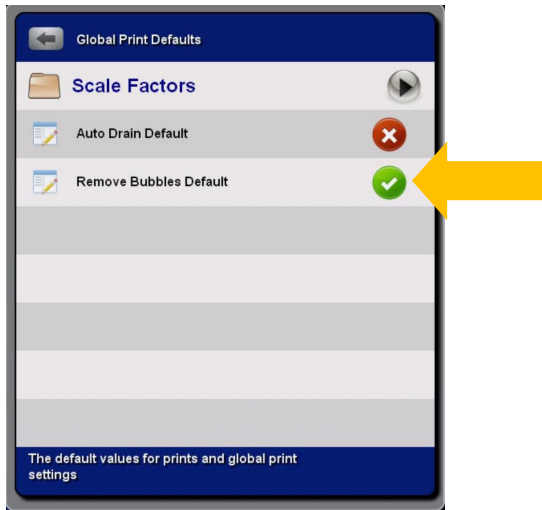 Global Print Defaults
Scale Factors
Auto Drain Default
Remove Bubbles Default
The default values for prints and global print
settings